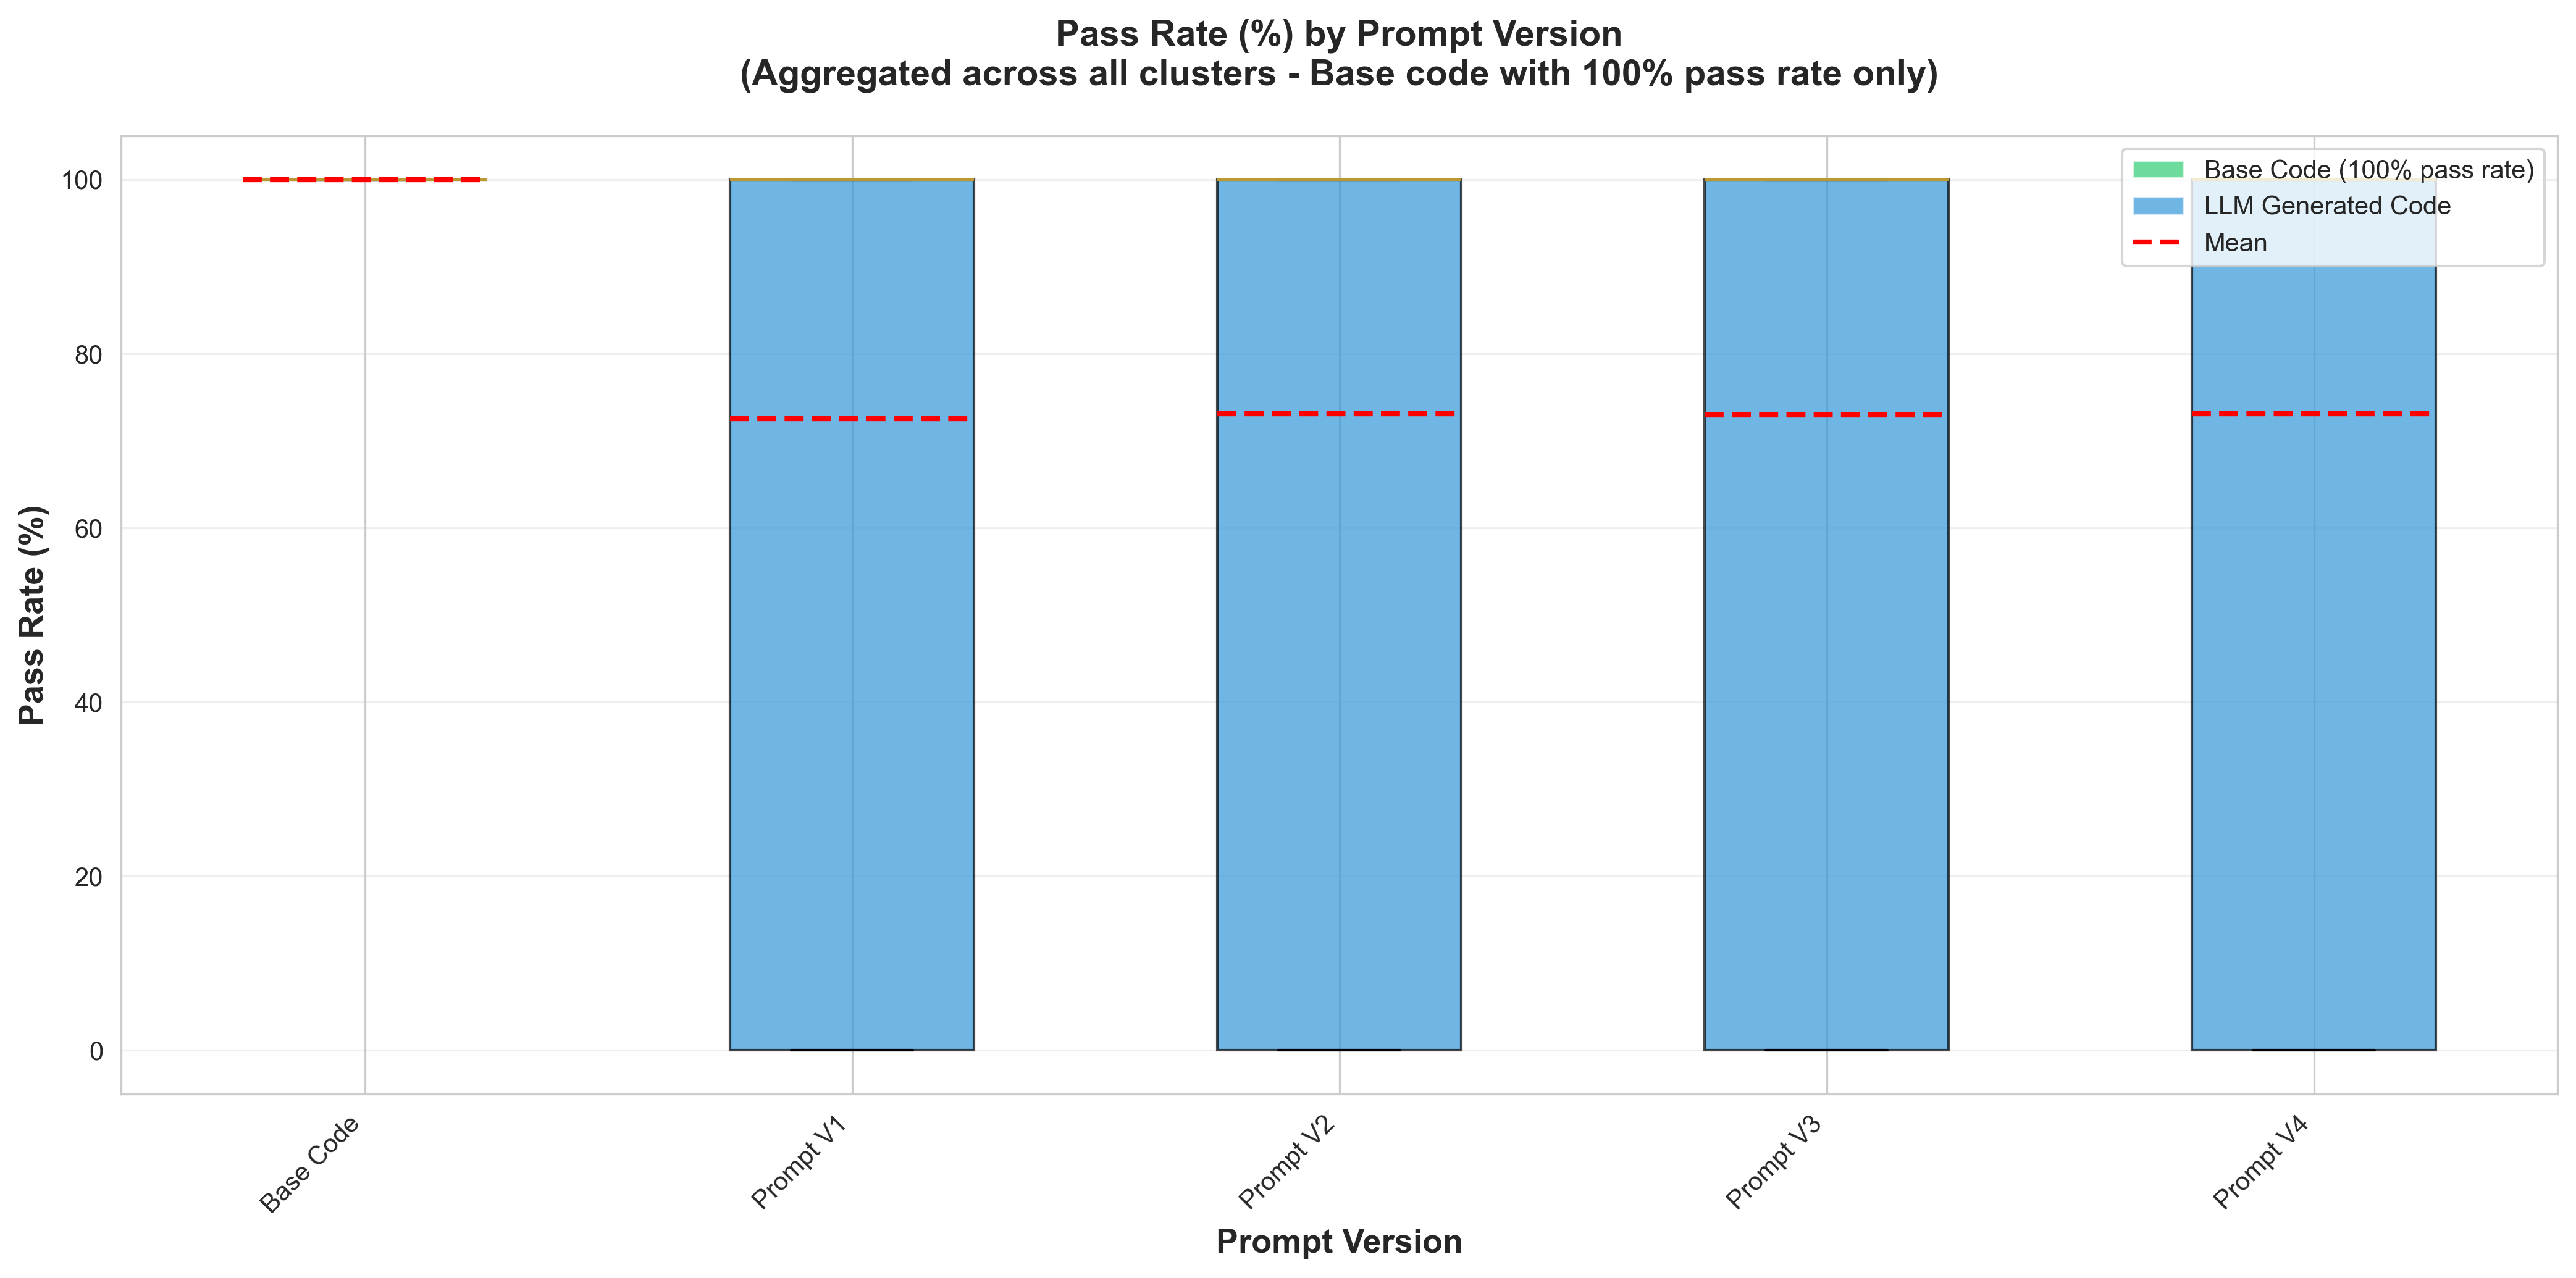 Pass Rate (%) by Prompt Version
(Aggregated across all clusters - Base code with 100% pass rate only)
Base Code (100% pass rate)
LLM Generated Code
Mean
Pass Rate (%)
100
80
60
40
20
0
Base Code
Prompt V1
Prompt V2
Prompt V3
Prompt V4
Prompt Version